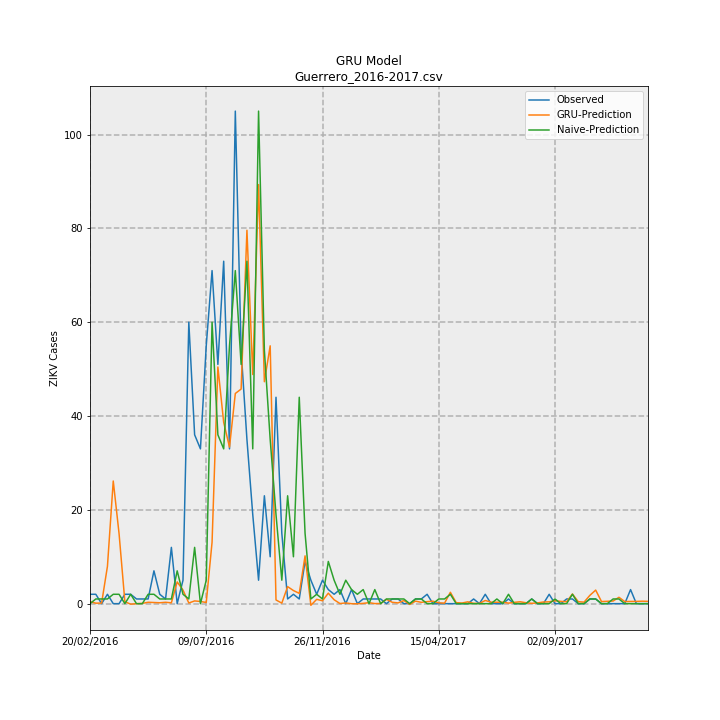 GRU Model
Guerrero_2016-2017.csv
Observed
GRU-Prediction
Naive-Prediction
100
80
60
40
20
0
ZIKV Cases
20/02/2016
09/07/2016
26/11/2016
15/04/2017
02/09/2017
Date